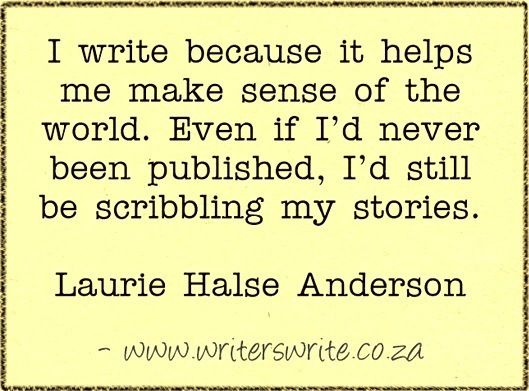 I write because it helps
me make sense of the
world. Even if I'd never
been published, I'd still
be scribbling my stories.
Laurie Halse Anderson
- www.writerswrite.co.za